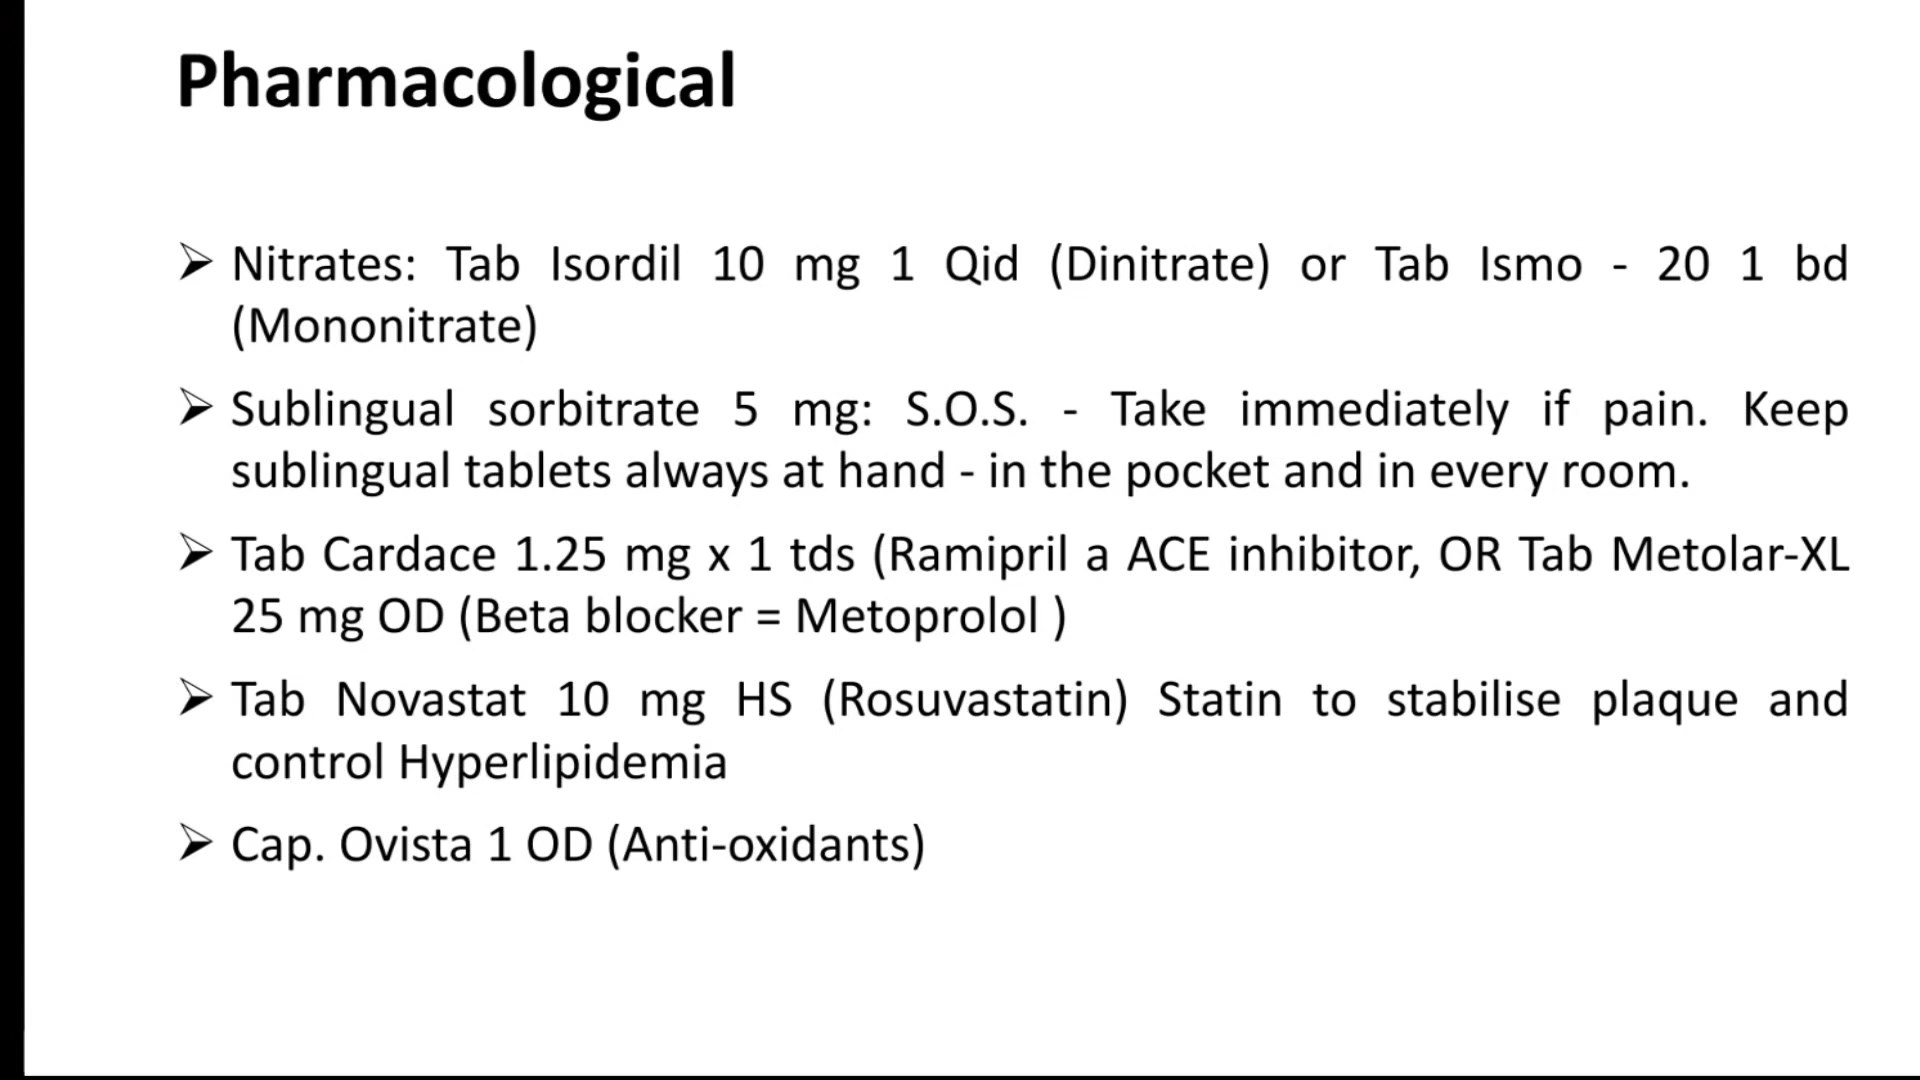 Pharmacological
➢ Nitrates: Tab Isordil 10 mg 1 Qid (Dinitrate) or Tab Ismo - 20 1 bd
(Mononitrate)
➢ Sublingual sorbitrate 5 mg: S.O.S. - Take immediately if pain. Keep
sublingual tablets always at hand - in the pocket and in every room.
➢ Tab Cardace 1.25 mg x 1 tds (Ramipril a ACE inhibitor, OR Tab Metolar-XL
25 mg OD (Beta blocker = Metoprolol )
➢ Tab Novastat 10 mg HS (Rosuvastatin) Statin to stabilise plaque and
control Hyperlipidemia
➢ Cap. Ovista 1 OD (Anti-oxidants)